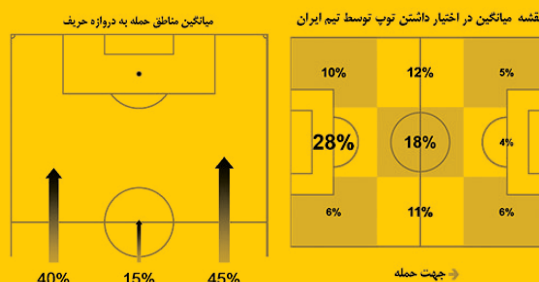 میانگین مناطق حمله به دروازه حریف
نقشه میانگین در اختیار داشتن توپ توسط تیم ایران
10% 12% 5%
28% 18% 4%
6% 11% 6%
40% 15% 45%
جهت حمله